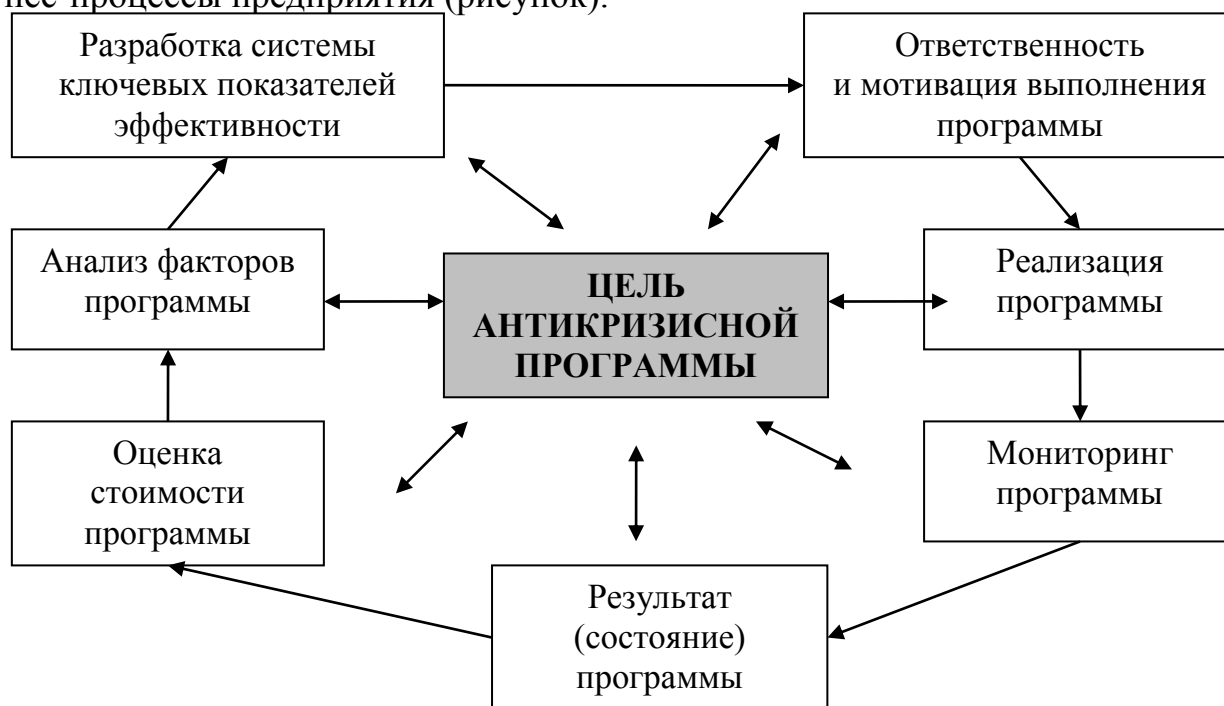 нес-процессы предприятия (рисунок).
Разработка системы
ключевых показателей
эффективности
Ответственность
и мотивация выполнения
программы
Анализ факторов
программы
ЦЕЛЬ
АНТИКРИЗИСНОЙ
ПРОГРАММЫ
Реализация
программы
Оценка
стоимости
программы
Мониторинг
программы
Результат
(состояние)
программы